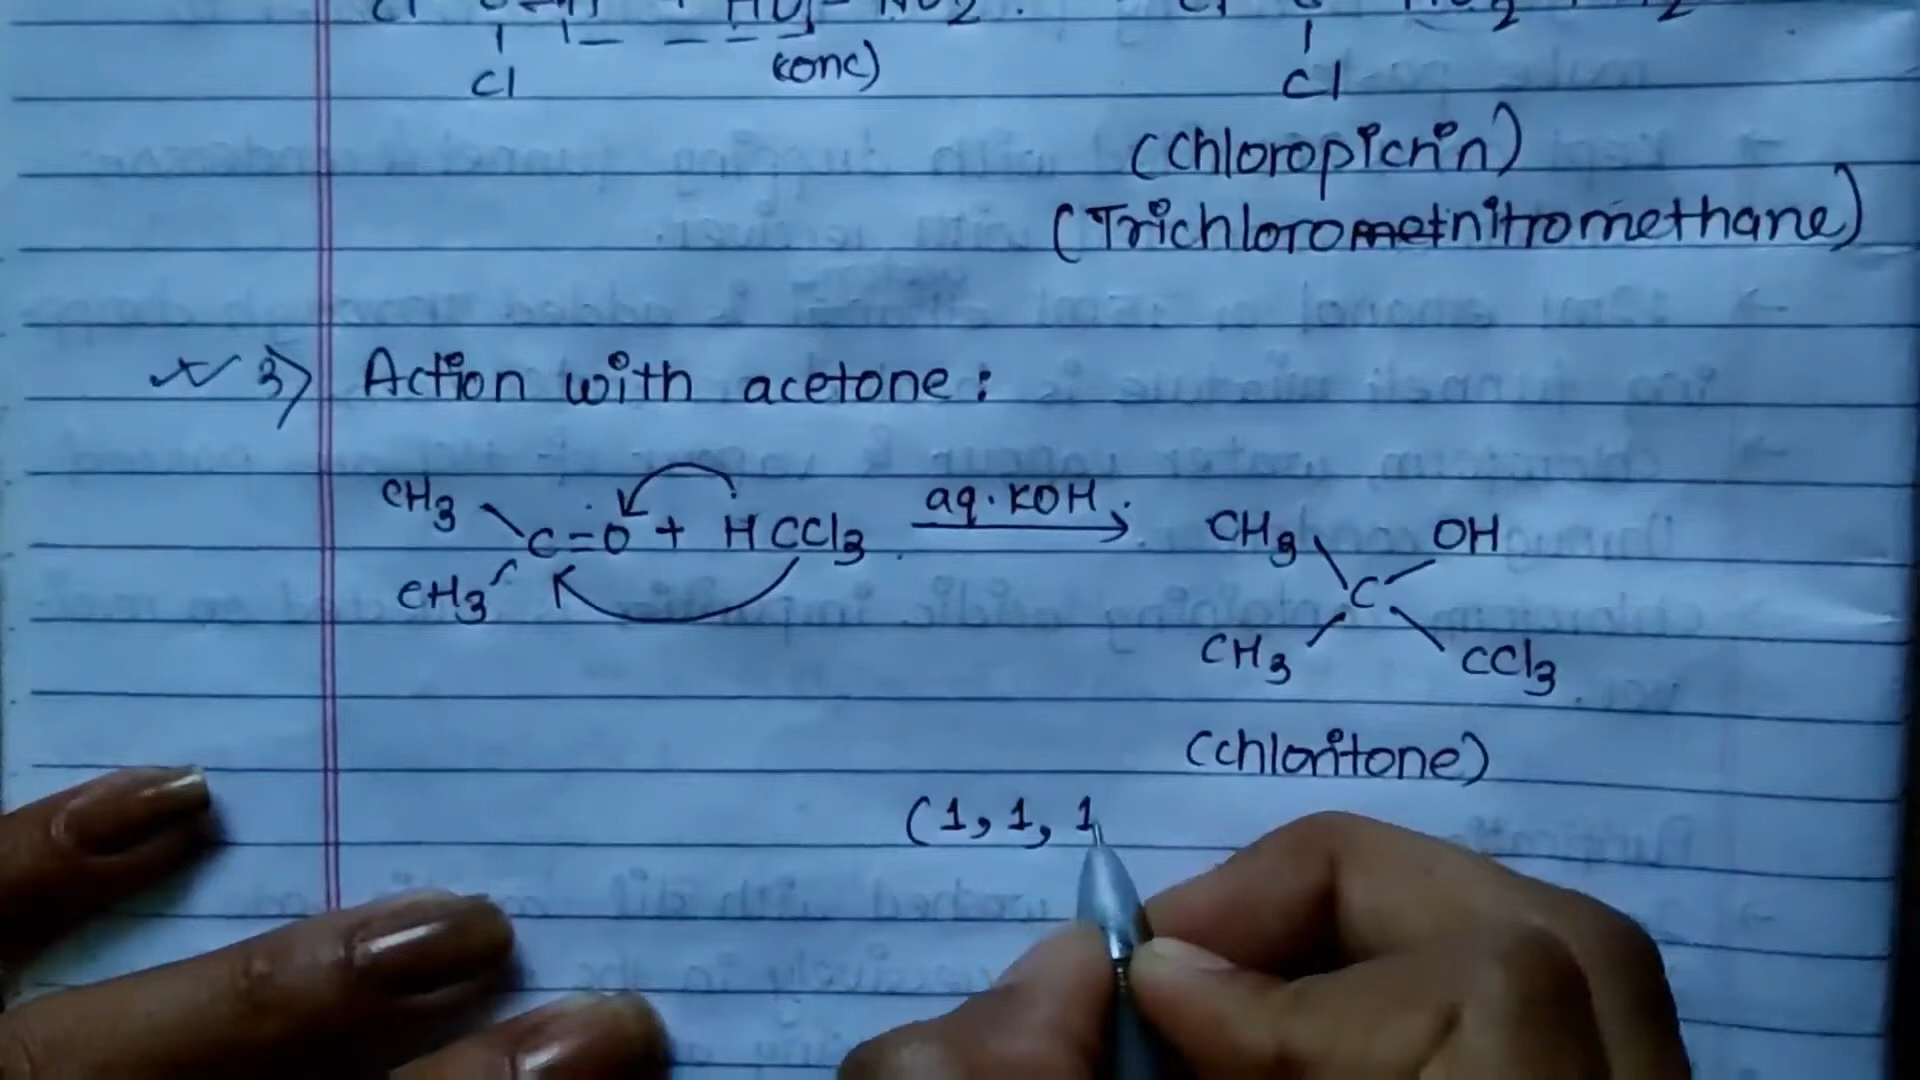 Cl
(conc)
Cl
(Chloropicrin)
(Trichloronitromethane)
3) Action with acetone:
CH3 C=O + HCCl3 aq. KOH CH3 C OH
CH3 CH3 CCl3
(chloritone)
(1, 1, 1